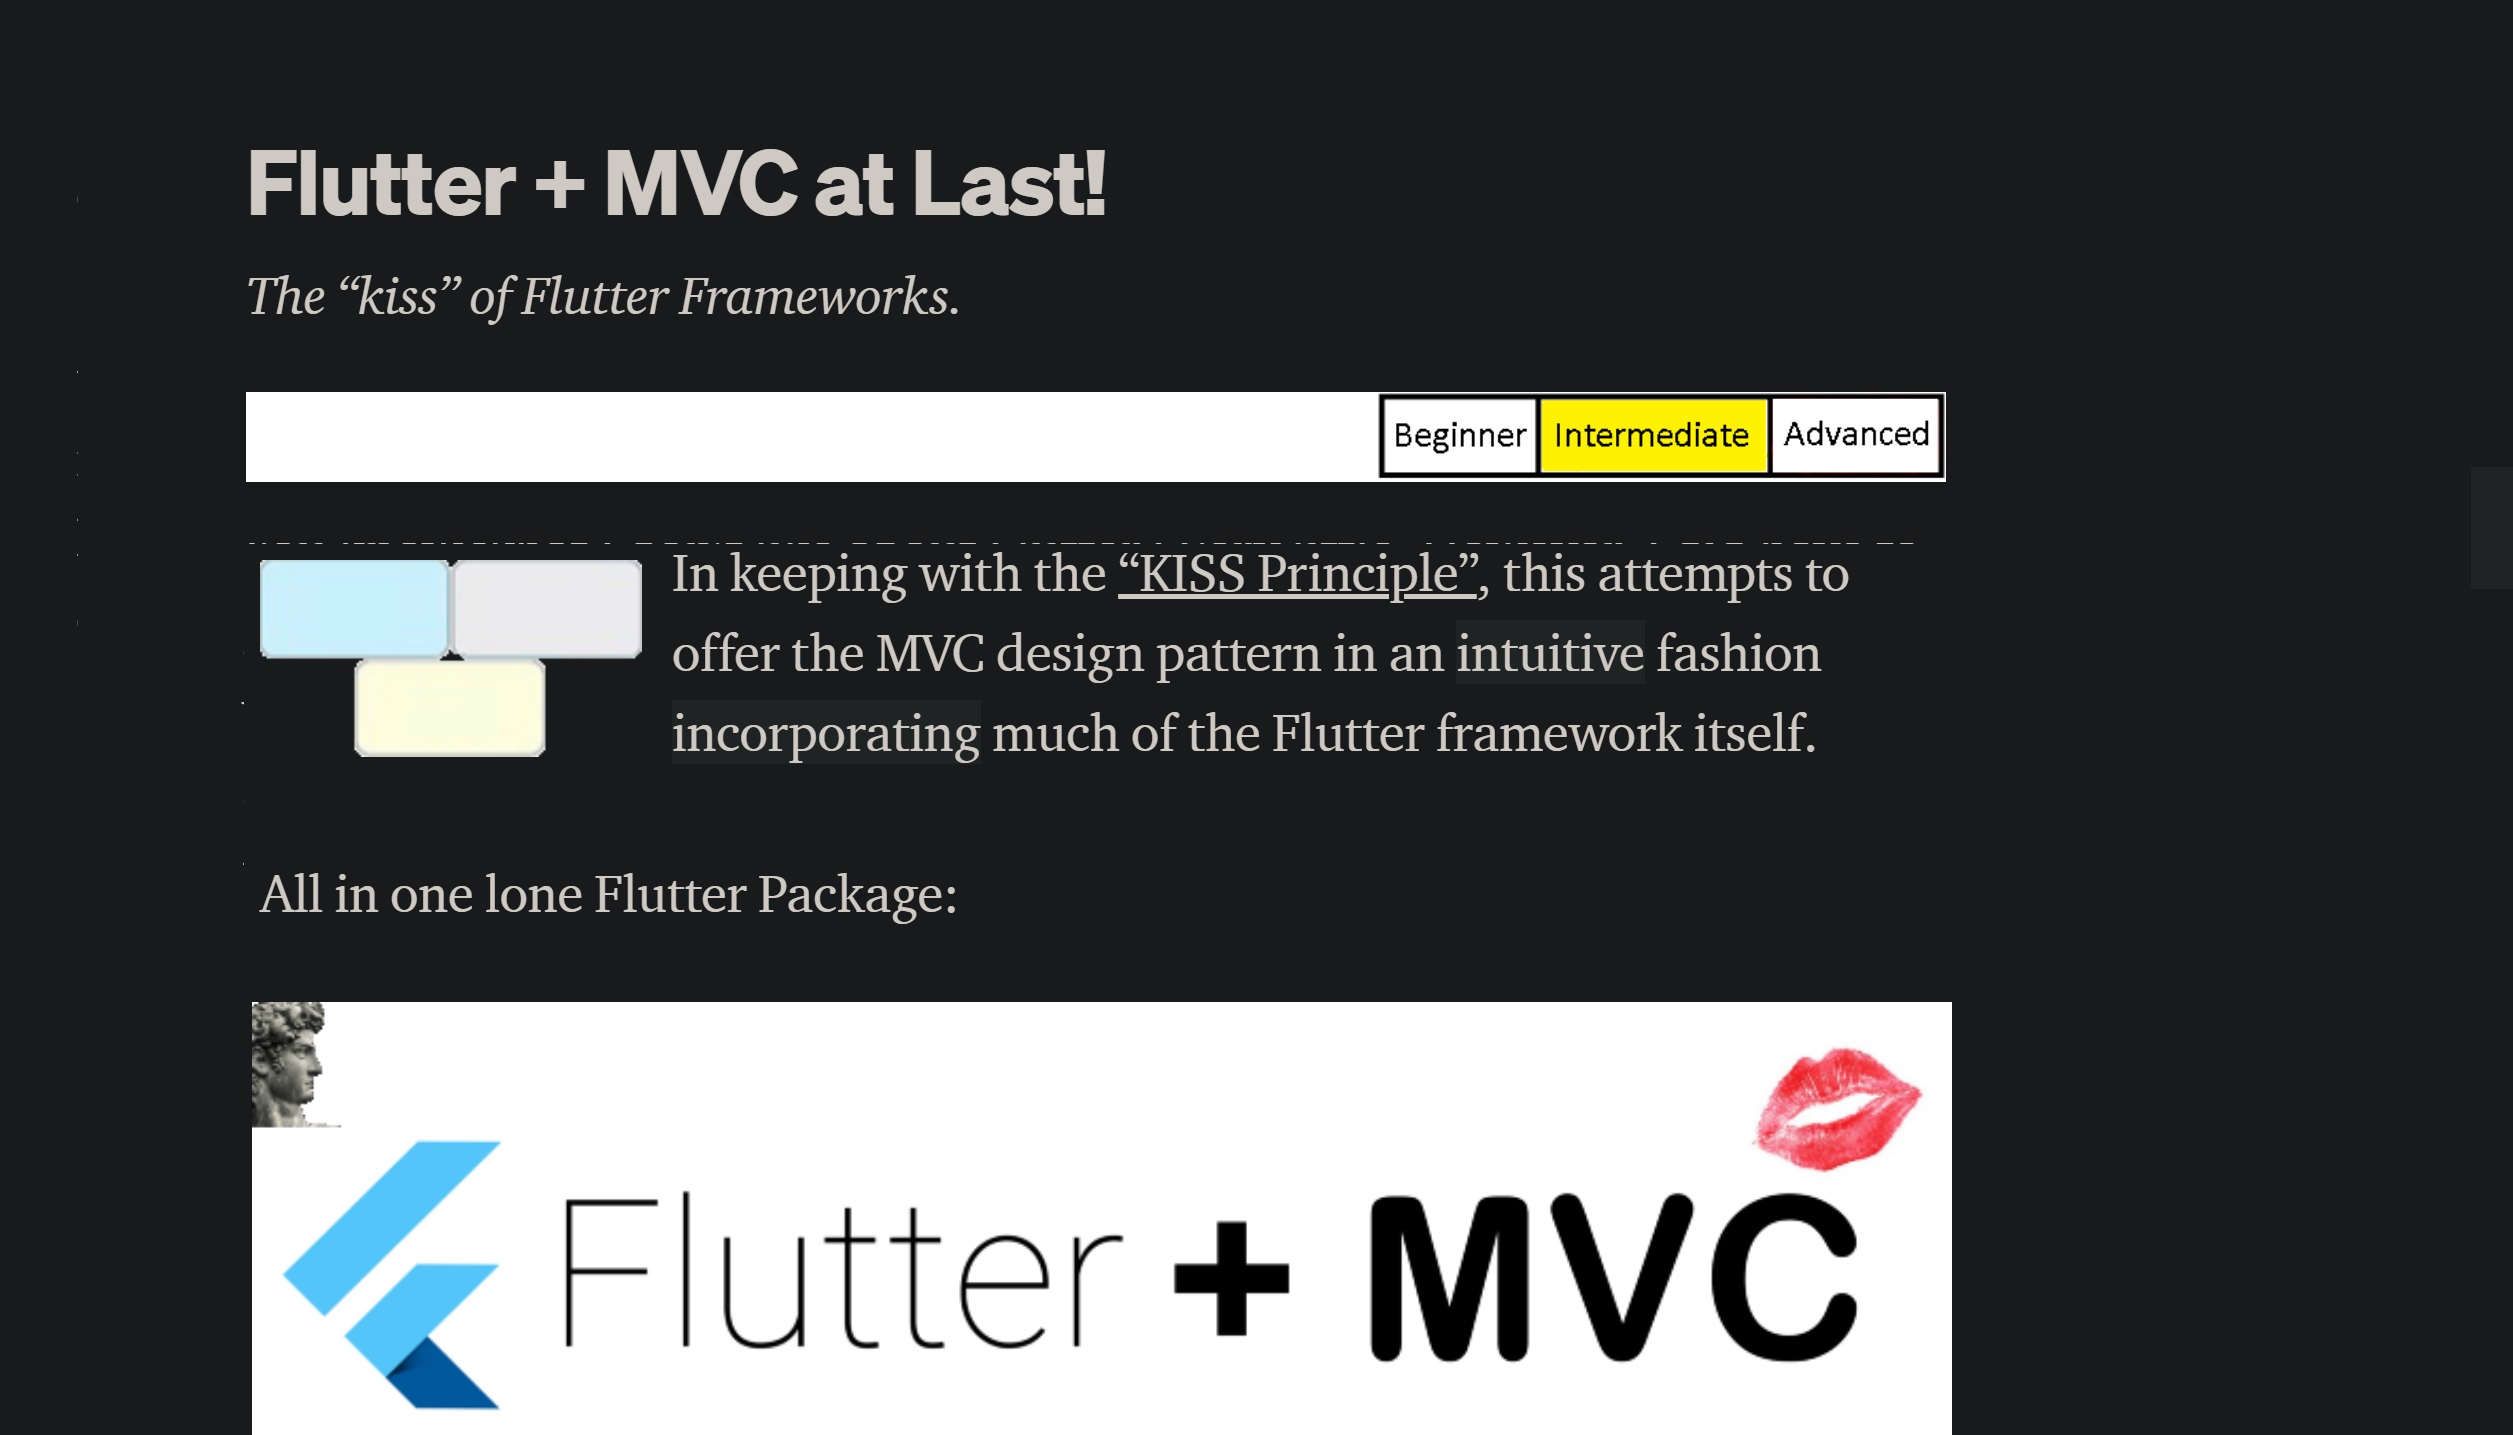 Flutter + MVC at Last!
The “kiss” of Flutter Frameworks.
Beginner Intermediate Advanced
In keeping with the “KISS Principle”, this attempts to
offer the MVC design pattern in an intuitive fashion
incorporating much of the Flutter framework itself.
All in one lone Flutter Package:
Flutter + MVC